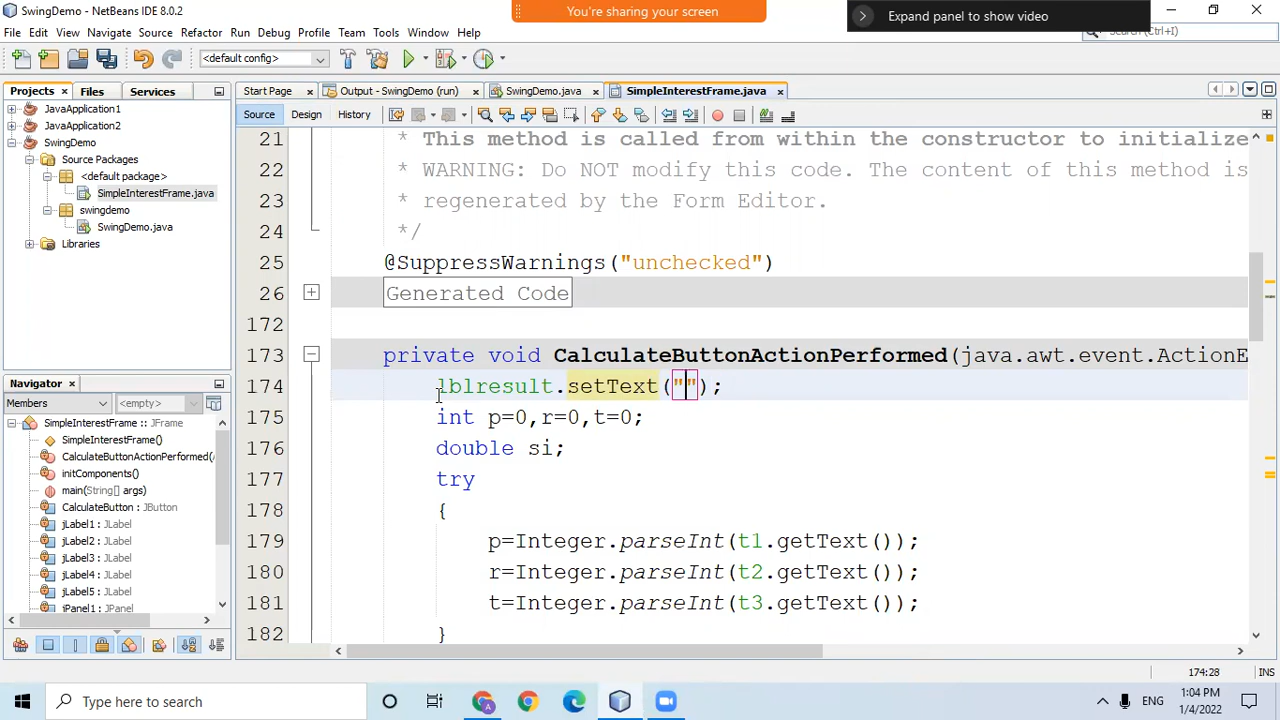 SwingDemo - NetBeans IDE 8.0.2
You're sharing your screen
Expand panel to show video
File Edit View Navigate Source Refactor Run Debug Profile Team Tools Window Help
Search (Ctrl+I)
<default config>
Projects Files Services
Start Page Output - SwingDemo (run) SwingDemo.java SimpleInterestFrame.java
Source Design History
JavaApplication1
JavaApplication2
SwingDemo
Source Packages
<default package>
SimpleInterestFrame.java
swingdemo
SwingDemo.java
Libraries
Navigator
Members <empty>
SimpleInterestFrame :: JFrame
SimpleInterestFrame()
CalculateButtonActionPerformed(
initComponents()
main(String[] args)
CalculateButton : JButton
jLabel1 : JLabel
jLabel2 : JLabel
jLabel3 : JLabel
jLabel4 : JLabel
jLabel5 : JLabel
jPanel1 : JPanel
21 * This method is called from within the constructor to initialize
22 * WARNING: Do NOT modify this code. The content of this method is
23 * regenerated by the Form Editor.
24 */
25 @SuppressWarnings("unchecked")
26 Generated Code
172
173 private void CalculateButtonActionPerformed(java.awt.event.ActionE
174 lblresult.setText("");
175 int p=0,r=0,t=0;
176 double si;
177 try
178 {
179 p=Integer.parseInt(t1.getText());
180 r=Integer.parseInt(t2.getText());
181 t=Integer.parseInt(t3.getText());
182 }
174:28 INS
Type here to search
ENG
1:04 PM
1/4/2022